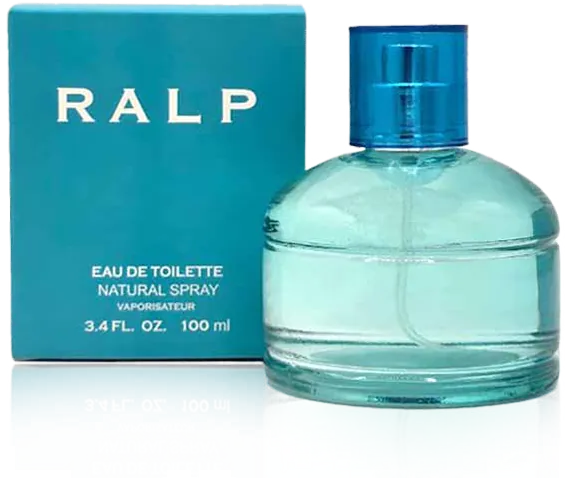 RALP
EAU DE TOILETTE
NATURAL SPRAY
VAPORISATEUR
3.4 FL. OZ. 100 ml